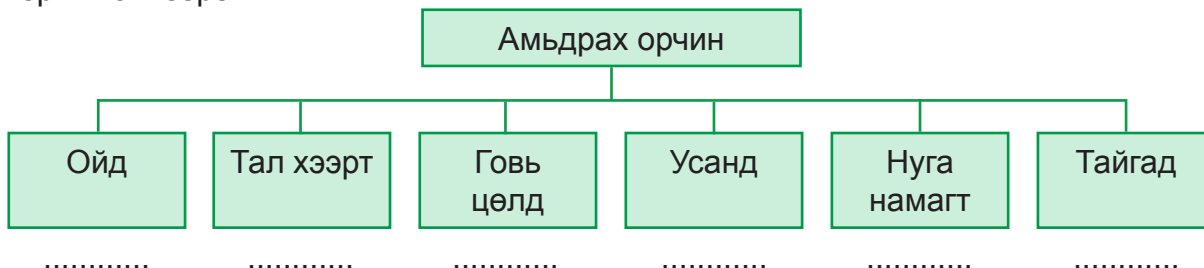 Амьдрах орчин
Ойд
Тал хээрт
Говь
цөлд
Усанд
Нуга
намагт
Тайгад
............ ............ ............ ............ ............ ............